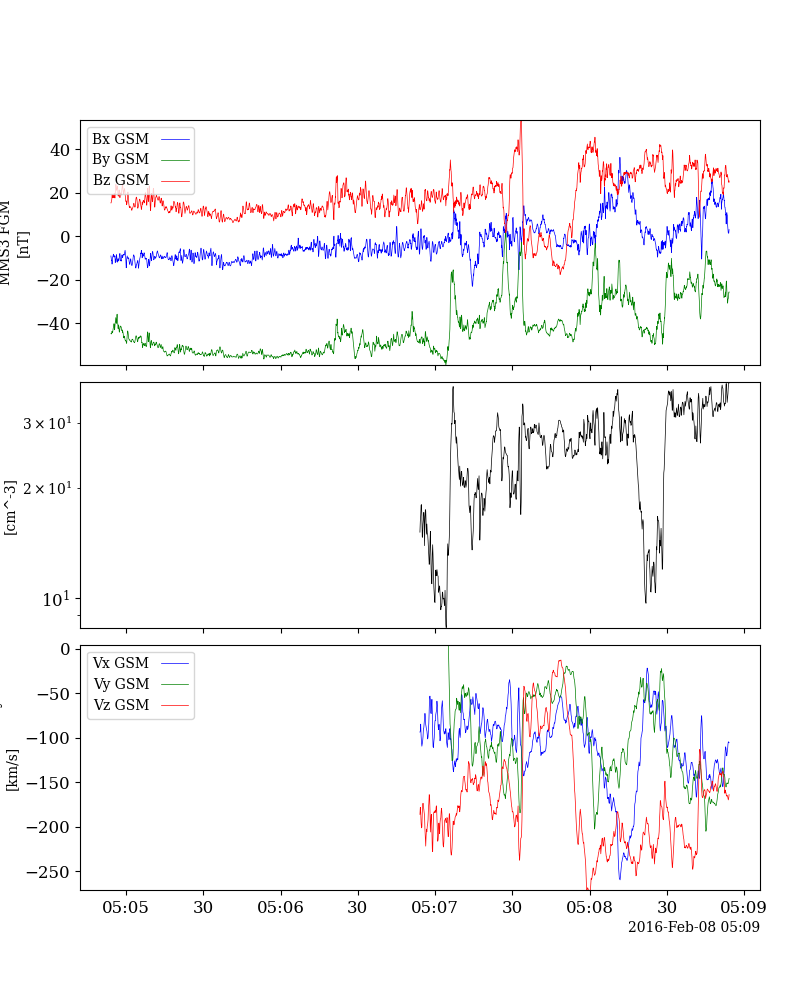 Bx GSM
By GSM
Bz GSM
MMS3 FGM
[nT]
40
20
0
−20
−40
3 × 10¹
2 × 10¹
10¹
[cm^-3]
Vx GSM
Vy GSM
Vz GSM
[km/s]
0
−50
−100
−150
−200
−250
05:05 30 05:06 30 05:07 30 05:08 30 05:09
2016-Feb-08 05:09